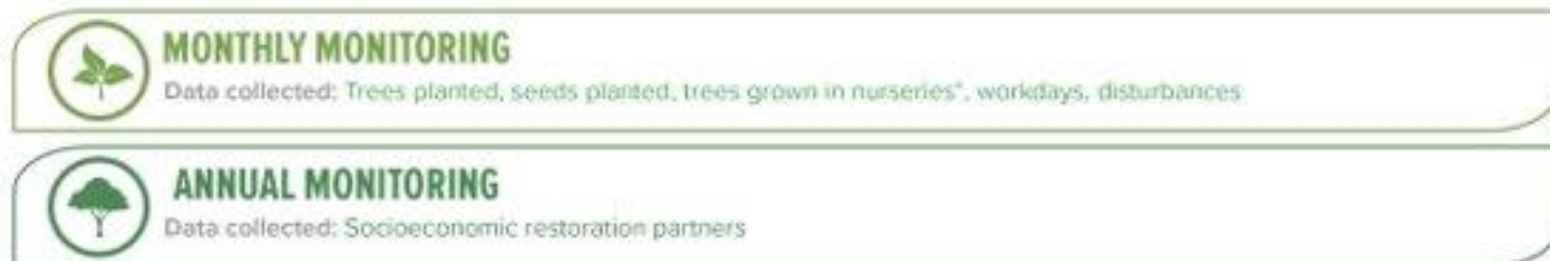 MONTHLY MONITORING
Data collected: Trees planted, seeds planted, trees grown in nurseries*, workdays, disturbances
ANNUAL MONITORING
Data collected: Socioeconomic restoration partners